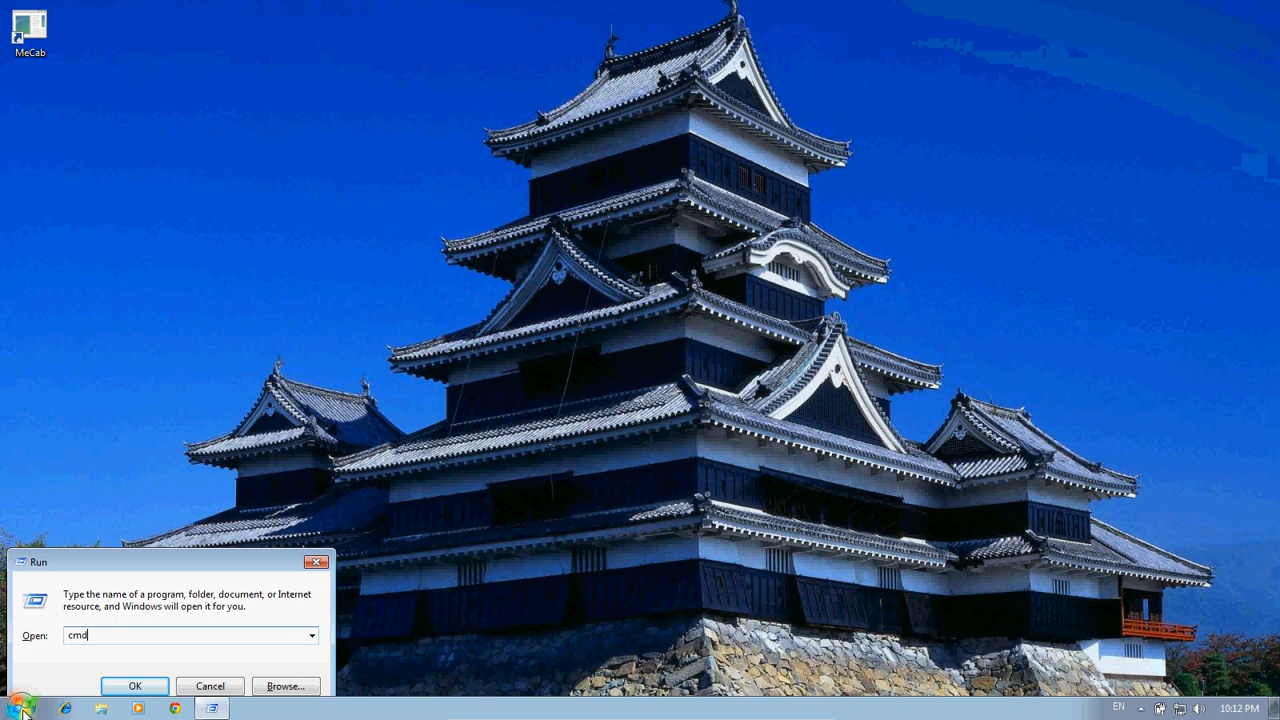 MeCab
Run
Type the name of a program, folder, document, or Internet
resource, and Windows will open it for you.
Open:
cmd
OK
Cancel
Browse...
EN
10:12 PM